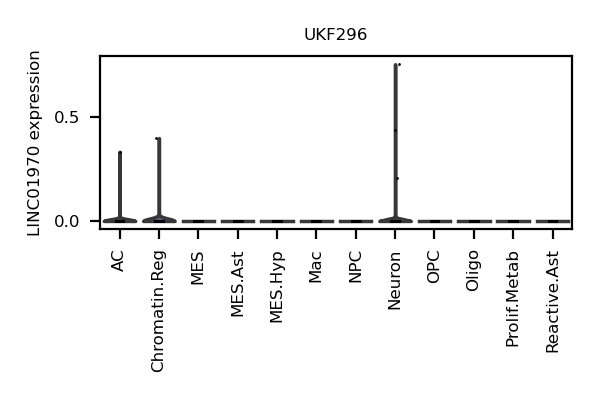 UKF296
LINC01970 expression
0.5
0.0
AC
Chromatin.Reg
MES
MES.Ast
MES.Hyp
Mac
NPC
Neuron
OPC
Oligo
Prolif.Metab
Reactive.Ast